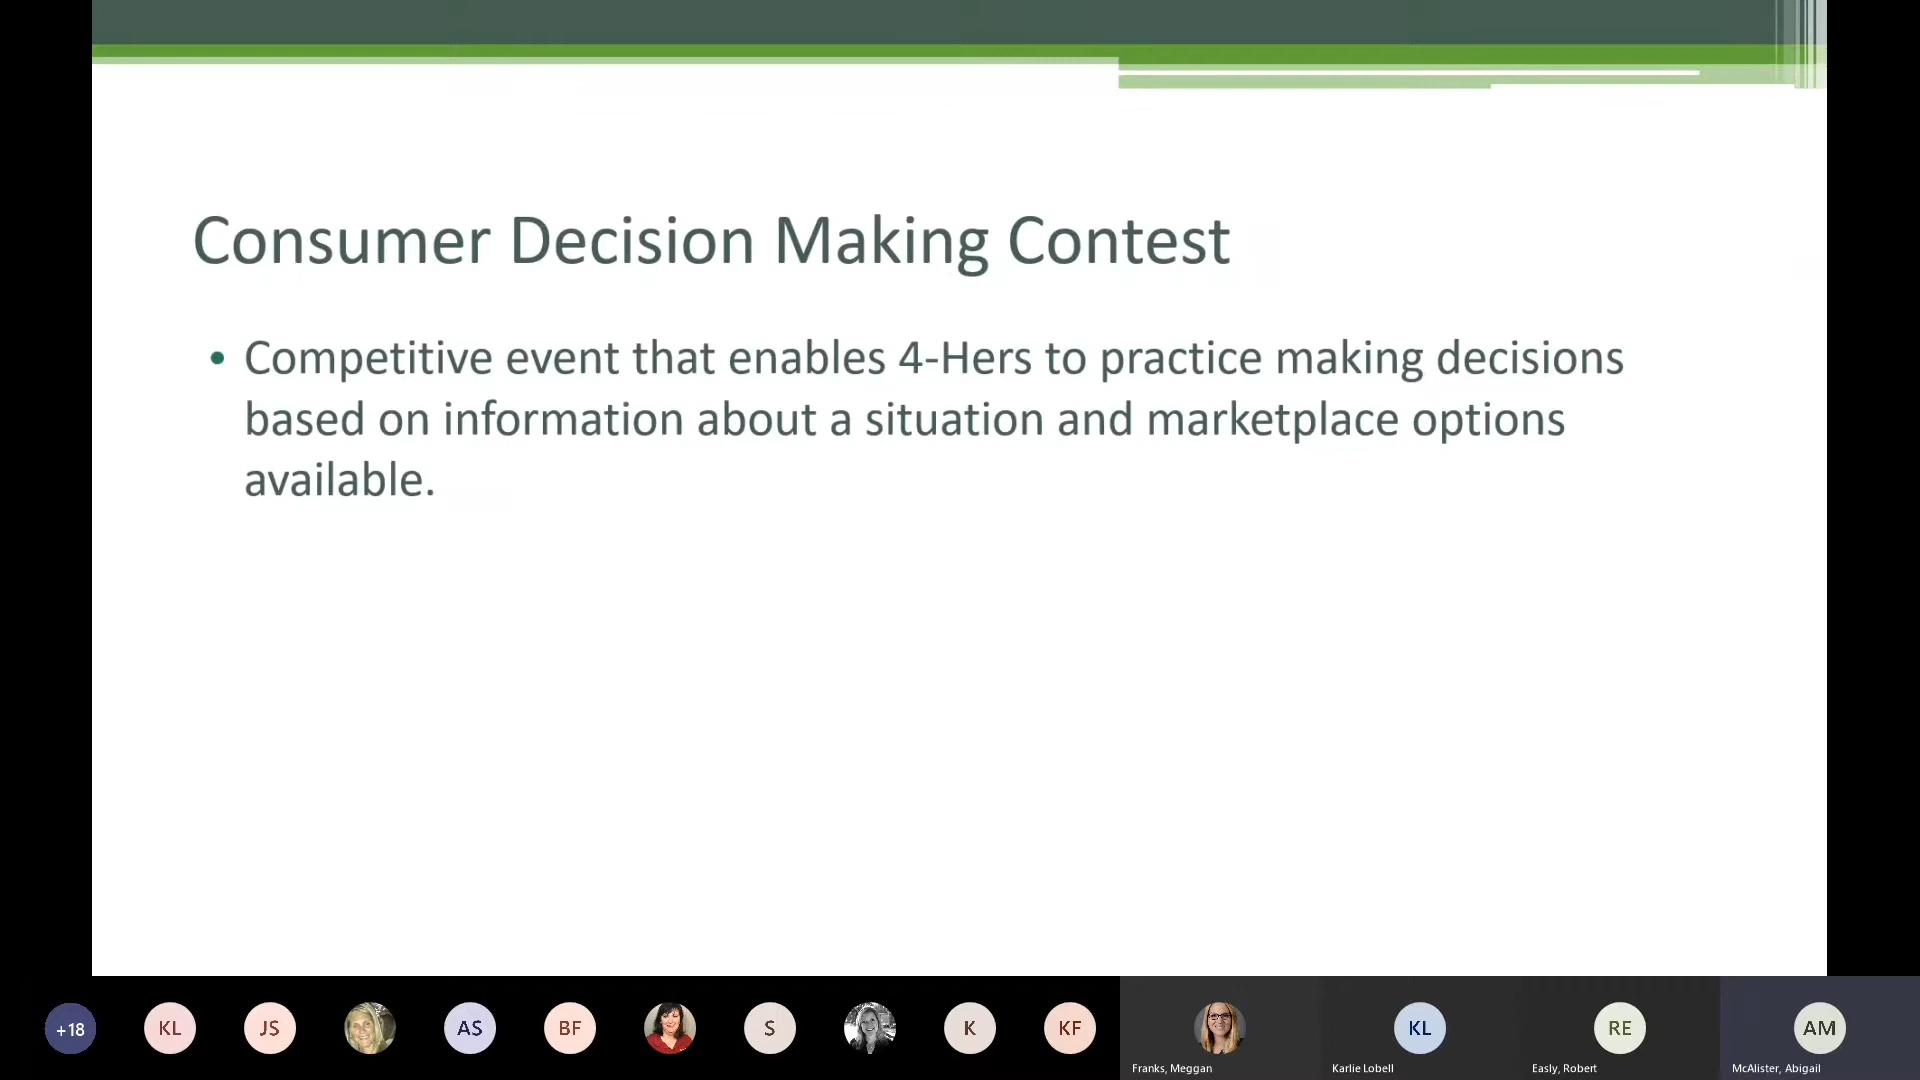 Consumer Decision Making Contest
• Competitive event that enables 4-Hers to practice making decisions
based on information about a situation and marketplace options
available.
+18
KL
JS
AS
BF
S
K
KF
KL
RE
AM
Franks, Meggan
Karlie Lobell
Easly, Robert
McAlister, Abigail